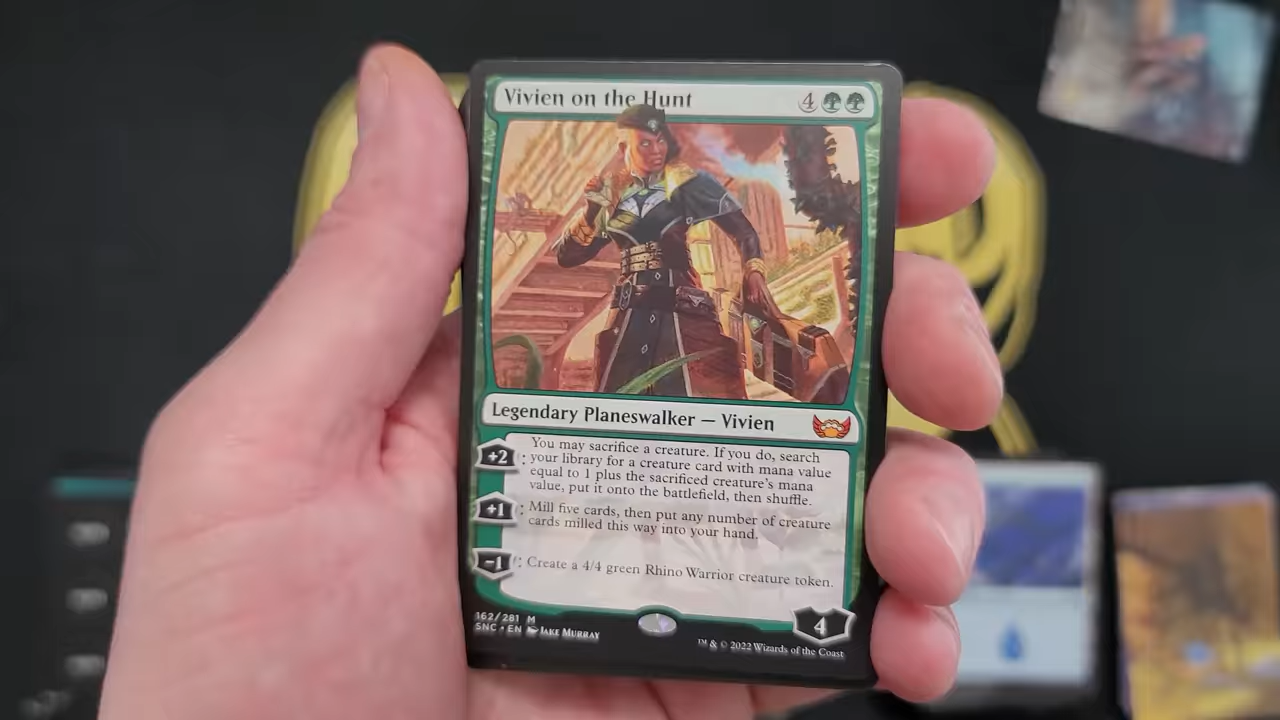 Vivien on the Hunt 4
Legendary Planeswalker — Vivien
You may sacrifice a creature. If you do, search
+2 : your library for a creature card with mana value
equal to 1 plus the sacrificed creature's mana
value, put it onto the battlefield, then shuffle.
+1 : Mill five cards, then put any number of creature
cards milled this way into your hand.
−1 : Create a 4/4 green Rhino Warrior creature token.
4
162/281 M
SNC • EN Jake Murray
™ & © 2022 Wizards of the Coast